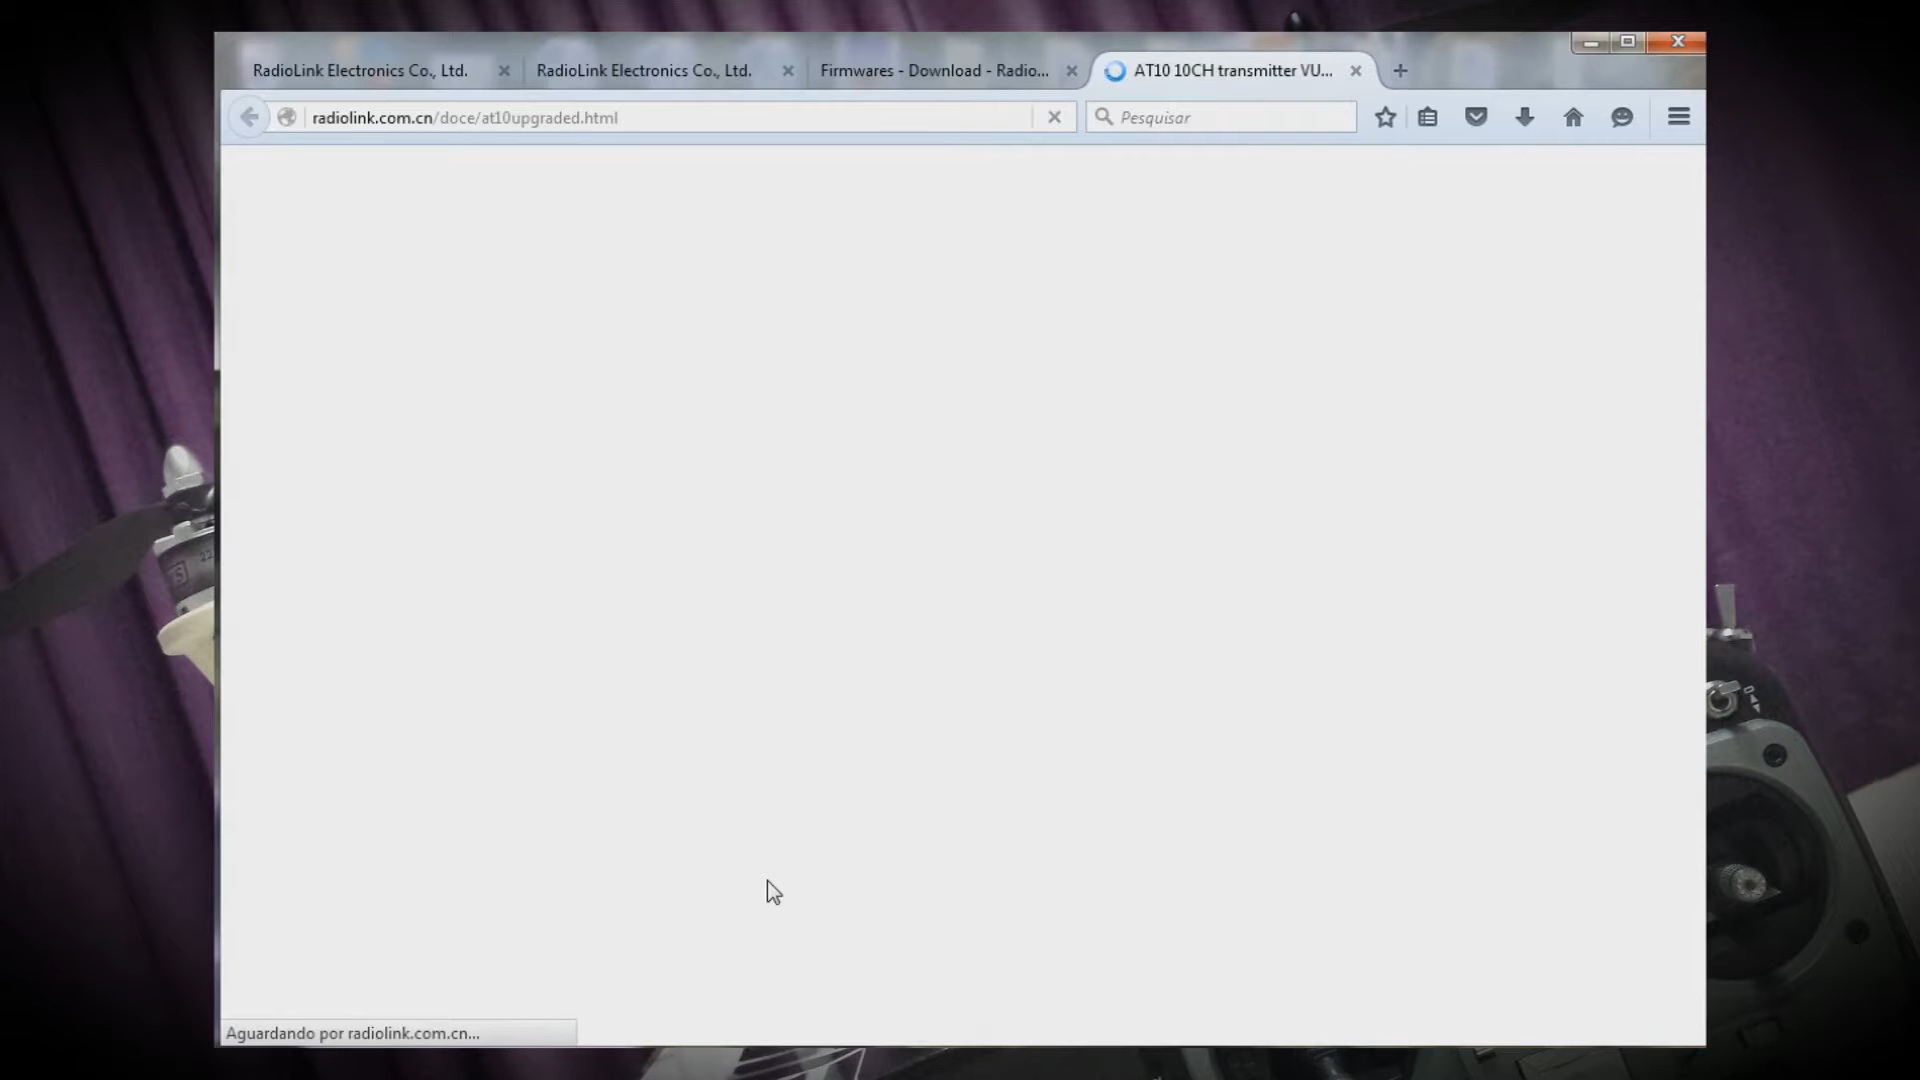 RadioLink Electronics Co., Ltd.
RadioLink Electronics Co., Ltd.
Firmwares - Download - Radio...
AT10 10CH transmitter VU...
radiolink.com.cn/doce/at10upgraded.html
Pesquisar
Aguardando por radiolink.com.cn...